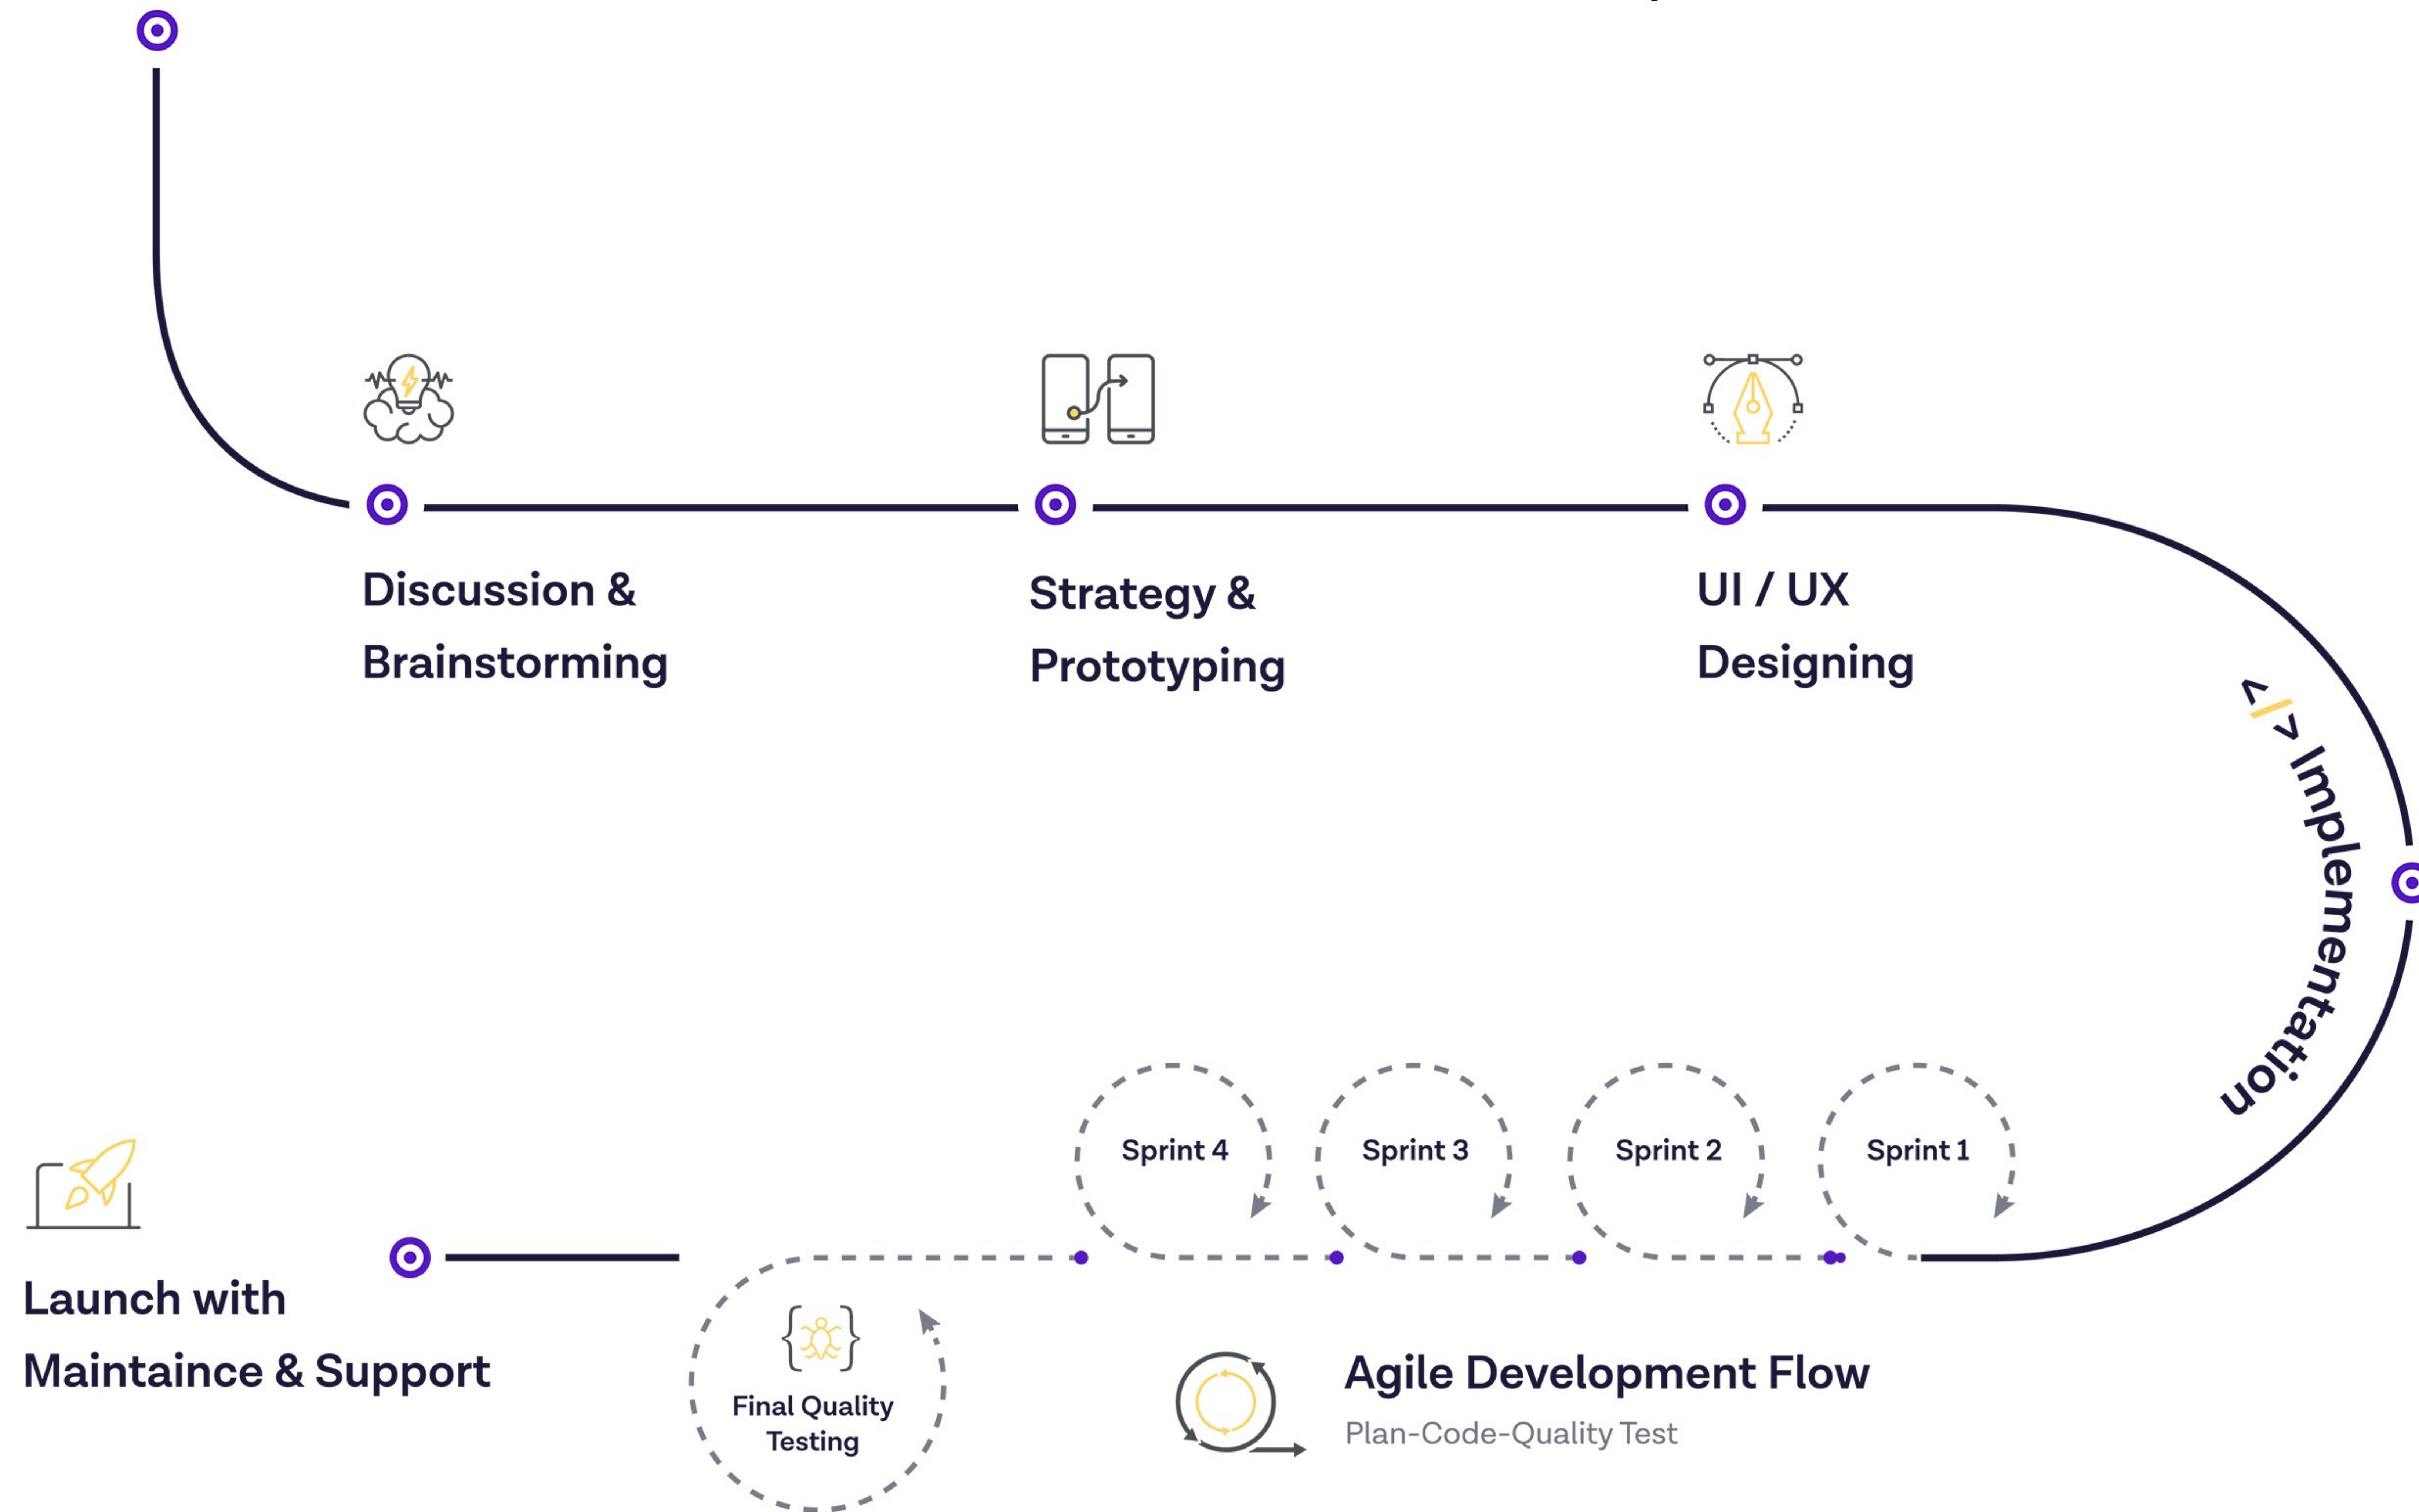 Discussion &
Brainstorming
Strategy &
Prototyping
UI / UX
Designing
</> Implementation
Sprint 4
Sprint 3
Sprint 2
Sprint 1
Launch with
Maintaince & Support
Final Quality
Testing
Agile Development Flow
Plan-Code-Quality Test